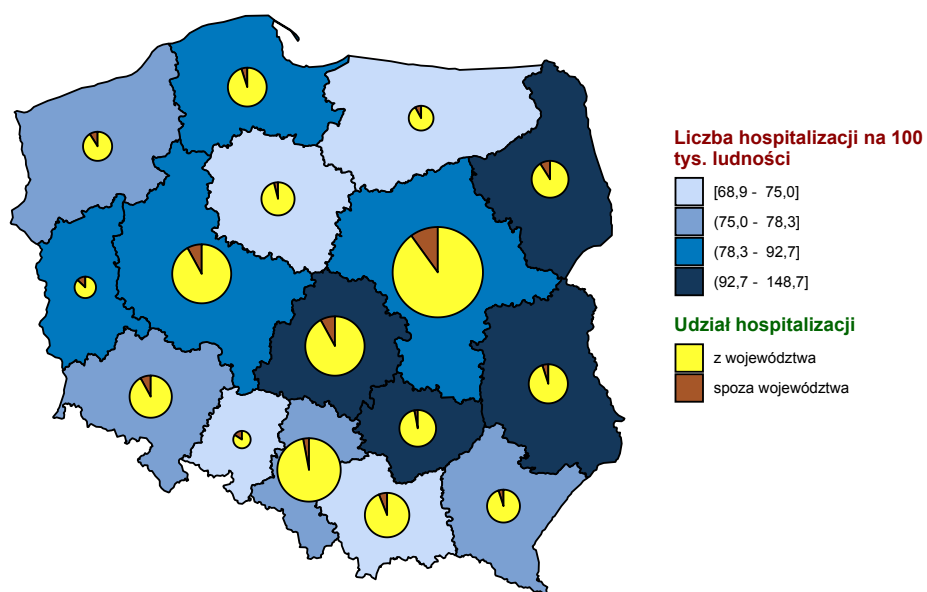 Liczba hospitalizacji na 100
tys. ludności
[68,9 - 75,0]
(75,0 - 78,3]
(78,3 - 92,7]
(92,7 - 148,7]
Udział hospitalizacji
z województwa
spoza województwa